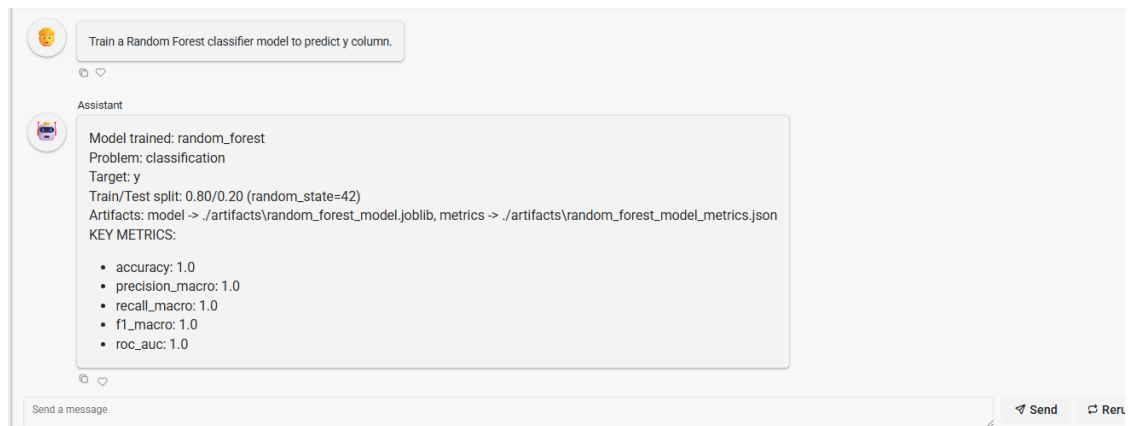 Train a Random Forest classifier model to predict y column.
Assistant
Model trained: random_forest
Problem: classification
Target: y
Train/Test split: 0.80/0.20 (random_state=42)
Artifacts: model -> ./artifacts\random_forest_model.joblib, metrics -> ./artifacts\random_forest_model_metrics.json
KEY METRICS:
• accuracy: 1.0
• precision_macro: 1.0
• recall_macro: 1.0
• f1_macro: 1.0
• roc_auc: 1.0
Send a message
Send
Reru